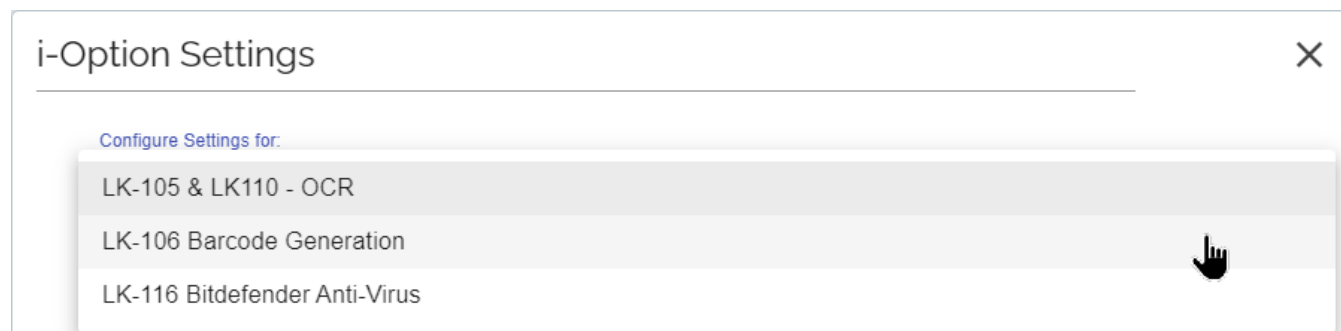 i-Option Settings
Configure Settings for:
LK-105 & LK110 - OCR
LK-106 Barcode Generation
LK-116 Bitdefender Anti-Virus